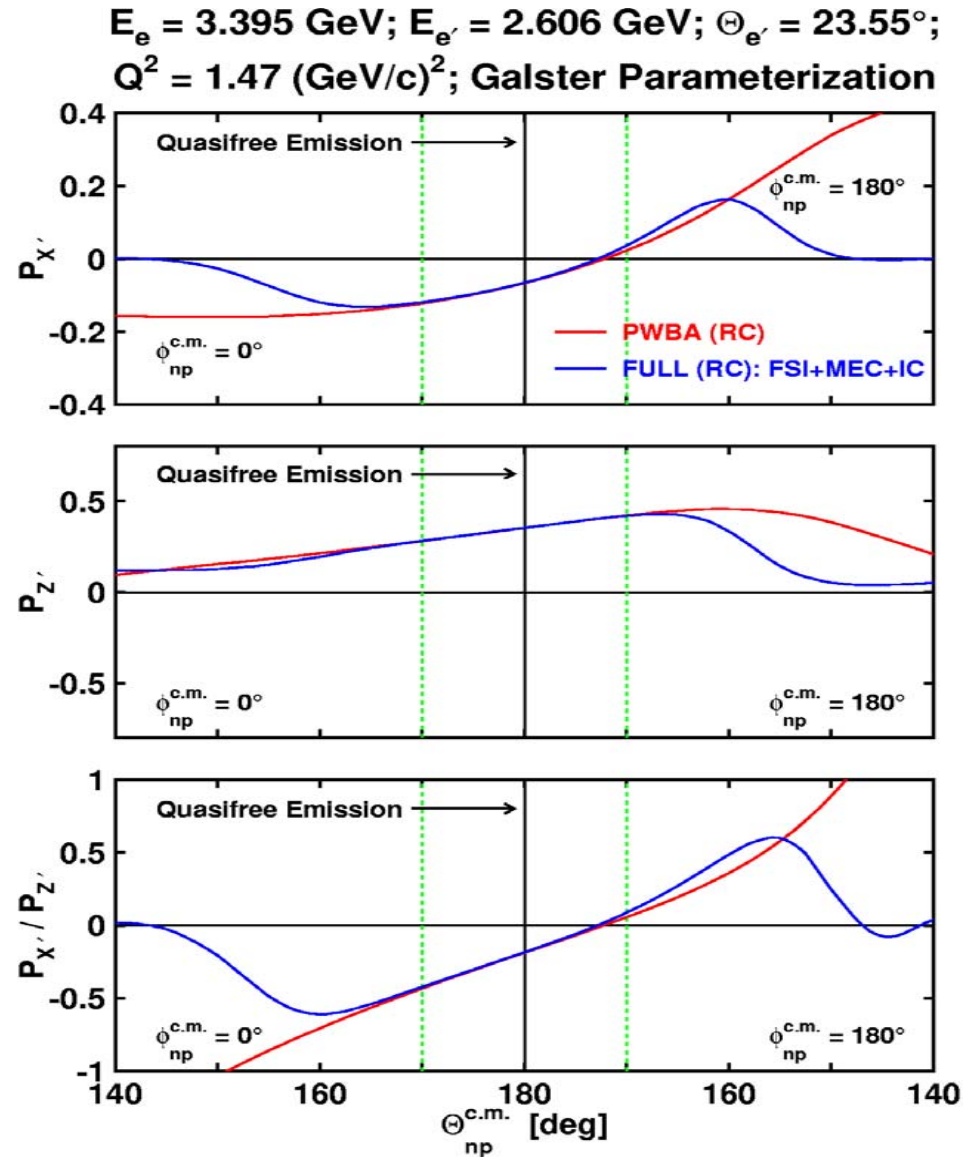 E_e = 3.395 GeV; E_e′ = 2.606 GeV; Θ_e′ = 23.55°;
Q² = 1.47 (GeV/c)²; Galster Parameterization
0.4
Quasifree Emission
ϕ_np^c.m. = 180°
0.2
P_X′
0
-0.2
PWBA (RC)
ϕ_np^c.m. = 0°
FULL (RC): FSI+MEC+IC
-0.4
Quasifree Emission
0.5
P_Z′
0
-0.5
ϕ_np^c.m. = 0°
ϕ_np^c.m. = 180°
1
Quasifree Emission
0.5
P_X′ / P_Z′
0
-0.5
ϕ_np^c.m. = 0°
ϕ_np^c.m. = 180°
-1
140 160 180 160 140
Θ_np^c.m. [deg]